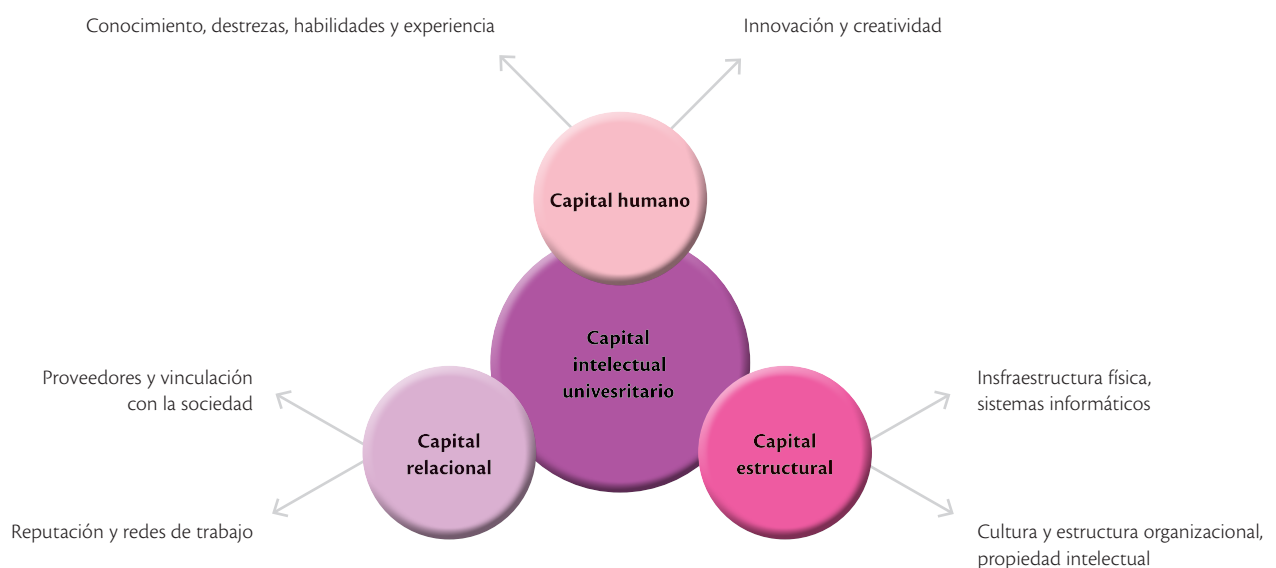 Conocimiento, destrezas, habilidades y experiencia
Innovación y creatividad
Capital humano
Capital
intelectual
univesritario
Proveedores y vinculación
con la sociedad
Insfraestructura física,
sistemas informáticos
Capital
relacional
Capital
estructural
Reputación y redes de trabajo
Cultura y estructura organizacional,
propiedad intelectual